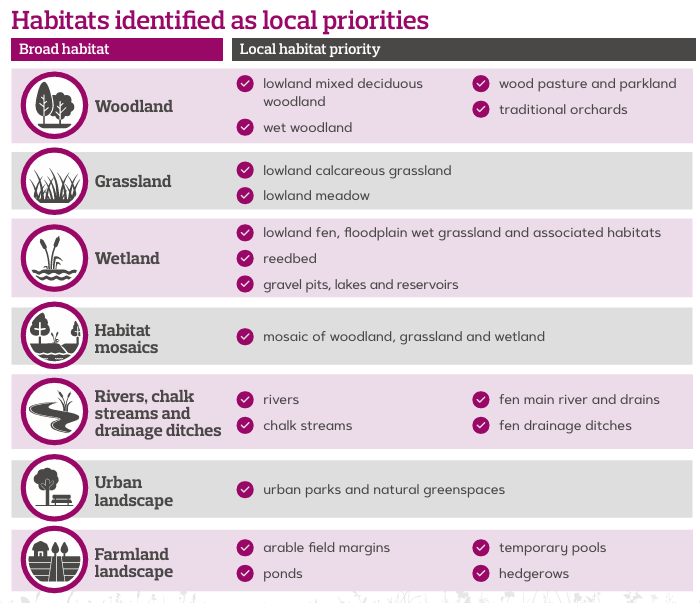 Habitats identified as local priorities
Broad habitat
Local habitat priority
Woodland
lowland mixed deciduous
woodland
wet woodland
wood pasture and parkland
traditional orchards
Grassland
lowland calcareous grassland
lowland meadow
Wetland
lowland fen, floodplain wet grassland and associated habitats
reedbed
gravel pits, lakes and reservoirs
Habitat
mosaics
mosaic of woodland, grassland and wetland
Rivers, chalk
streams and
drainage ditches
rivers
chalk streams
fen main river and drains
fen drainage ditches
Urban
landscape
urban parks and natural greenspaces
Farmland
landscape
arable field margins
ponds
temporary pools
hedgerows